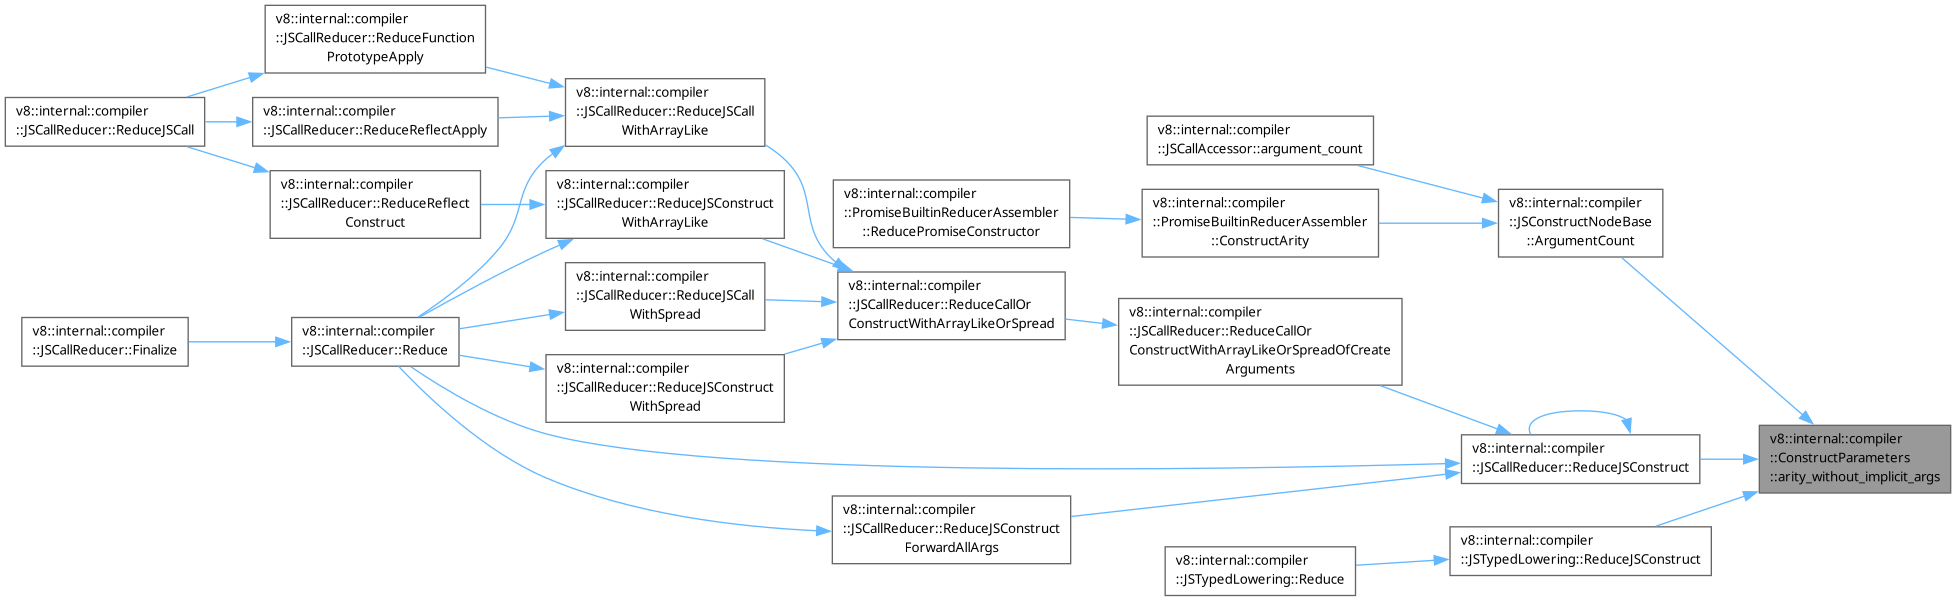 v8::internal::compiler
::JSCallReducer::ReduceFunction
PrototypeApply
v8::internal::compiler
::JSCallReducer::ReduceJSCall
v8::internal::compiler
::JSCallReducer::ReduceReflectApply
v8::internal::compiler
::JSCallReducer::ReduceReflect
Construct
v8::internal::compiler
::JSCallReducer::Finalize
v8::internal::compiler
::JSCallReducer::Reduce
v8::internal::compiler
::JSCallReducer::ReduceJSCall
WithArrayLike
v8::internal::compiler
::JSCallReducer::ReduceJSConstruct
WithArrayLike
v8::internal::compiler
::JSCallReducer::ReduceJSCall
WithSpread
v8::internal::compiler
::JSCallReducer::ReduceJSConstruct
WithSpread
v8::internal::compiler
::PromiseBuiltinReducerAssembler
::ReducePromiseConstructor
v8::internal::compiler
::JSCallReducer::ReduceCallOr
ConstructWithArrayLikeOrSpread
v8::internal::compiler
::JSCallReducer::ReduceJSConstruct
ForwardAllArgs
v8::internal::compiler
::JSCallAccessor::argument_count
v8::internal::compiler
::PromiseBuiltinReducerAssembler
::ConstructArity
v8::internal::compiler
::JSCallReducer::ReduceCallOr
ConstructWithArrayLikeOrSpreadOfCreate
Arguments
v8::internal::compiler
::JSTypedLowering::Reduce
v8::internal::compiler
::JSConstructNodeBase
::ArgumentCount
v8::internal::compiler
::JSCallReducer::ReduceJSConstruct
v8::internal::compiler
::JSTypedLowering::ReduceJSConstruct
v8::internal::compiler
::ConstructParameters
::arity_without_implicit_args